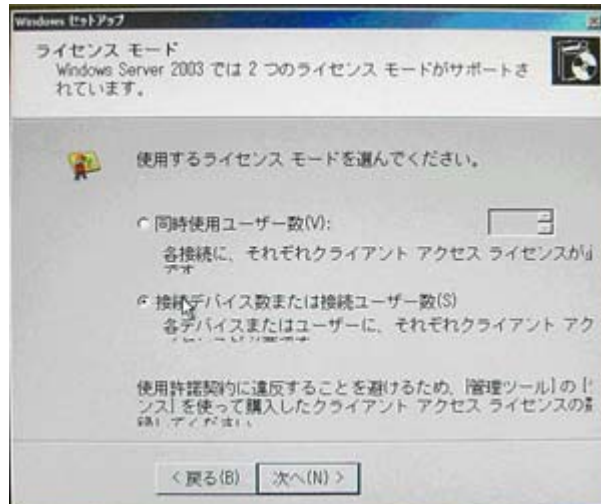 Windows セットアップ
ライセンス モード
Windows Server 2003 では 2 つのライセンス モードがサポートさ
れています。
使用するライセンス モードを選んでください。
同時使用ユーザー数(V):
各接続に、それぞれクライアント アクセス ライセンスが
です
接続デバイス数または接続ユーザー数(S)
各デバイスまたはユーザーに、それぞれクライアント アク
使用許諾契約に違反することを避けるため、[管理ツール] の [
ンス] を使って購入したクライアント アクセス ライセンスの
してください
< 戻る(B)
次へ(N) >